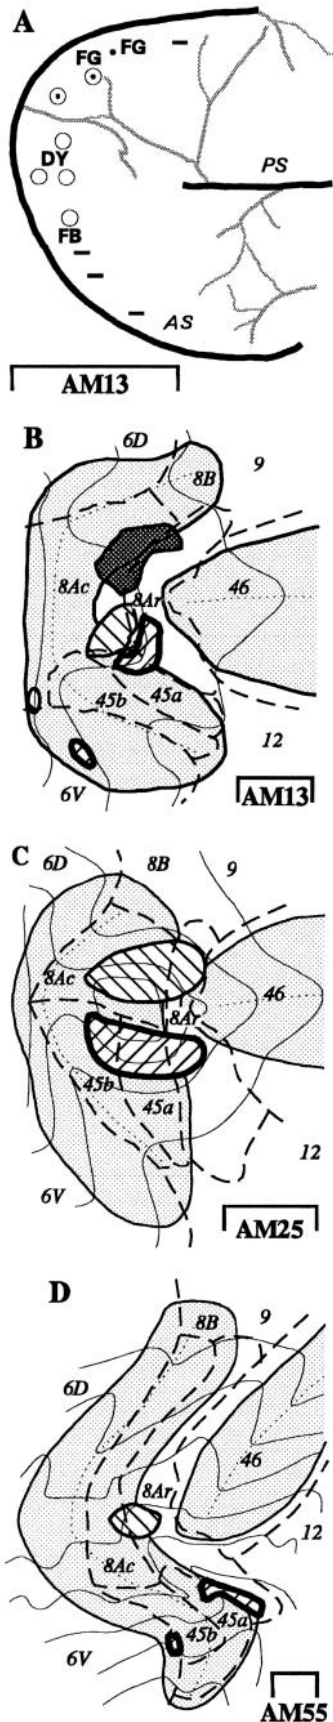 A
FG FG
DY
FB
PS
AS
AM13
B
6D
9
8B
8Ac
8Ar
46
45b
45a
12
6V
AM13
C
6D
8B
9
8Ac
8Ar
46
45b
45a
12
6V
AM25
D
8B
9
6D
46
8Ar
12
8Ac
45b
45a
6V
AM55